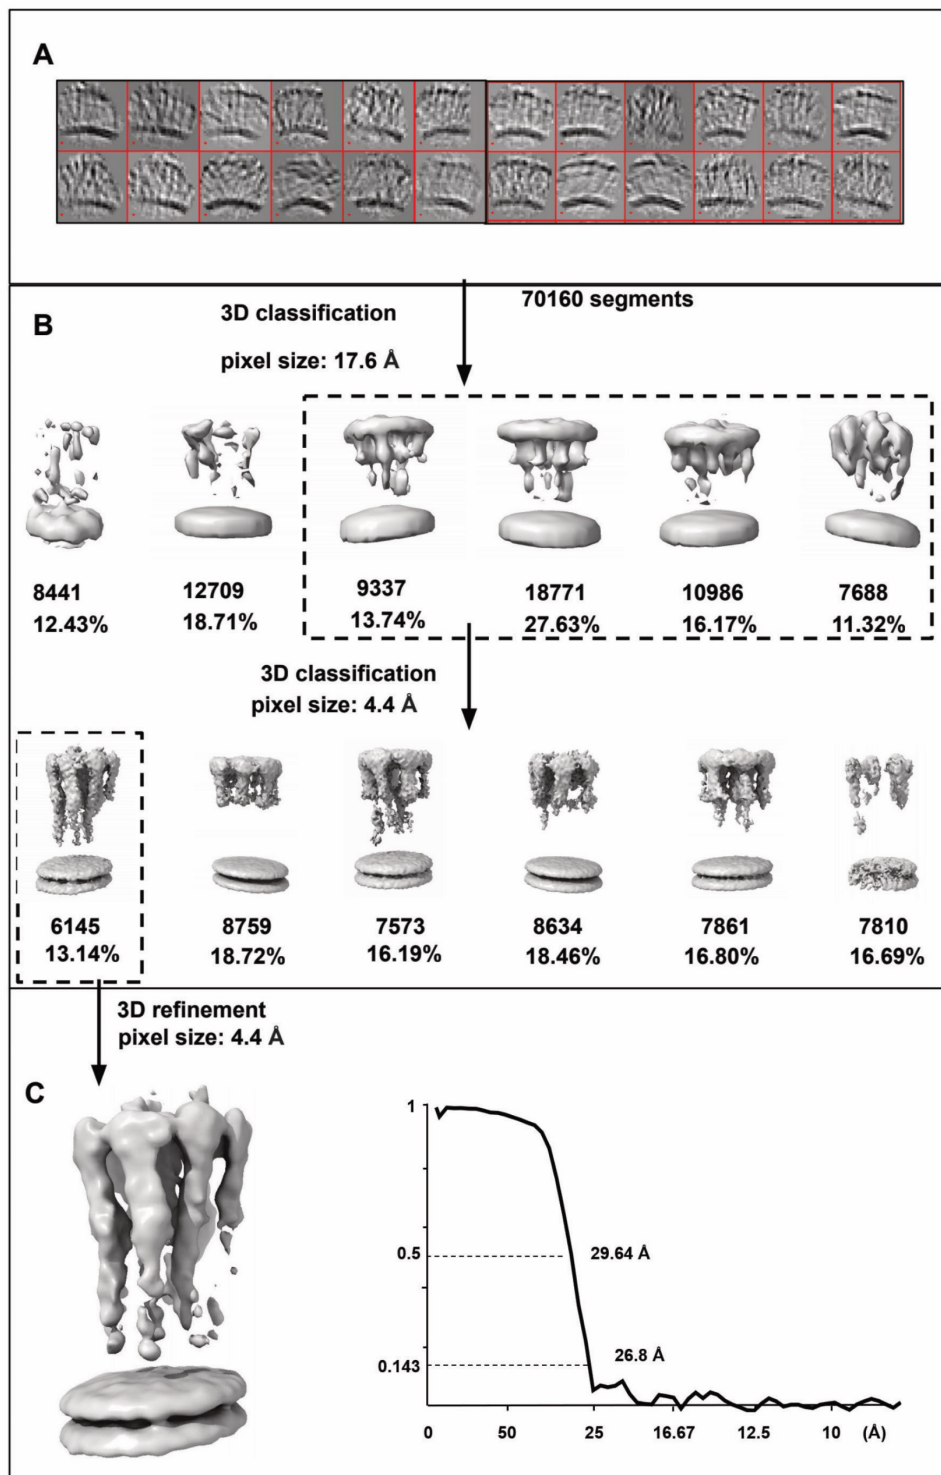 A
70160 segments
3D classification
B
pixel size: 17.6 Å
8441 12709 9337 18771 10986 7688
12.43% 18.71% 13.74% 27.63% 16.17% 11.32%
3D classification
pixel size: 4.4 Å
6145 8759 7573 8634 7861 7810
13.14% 18.72% 16.19% 18.46% 16.80% 16.69%
3D refinement
pixel size: 4.4 Å
C
1
0.5
29.64 Å
26.8 Å
0.143
0 50 25 16.67 12.5 10 (Å)